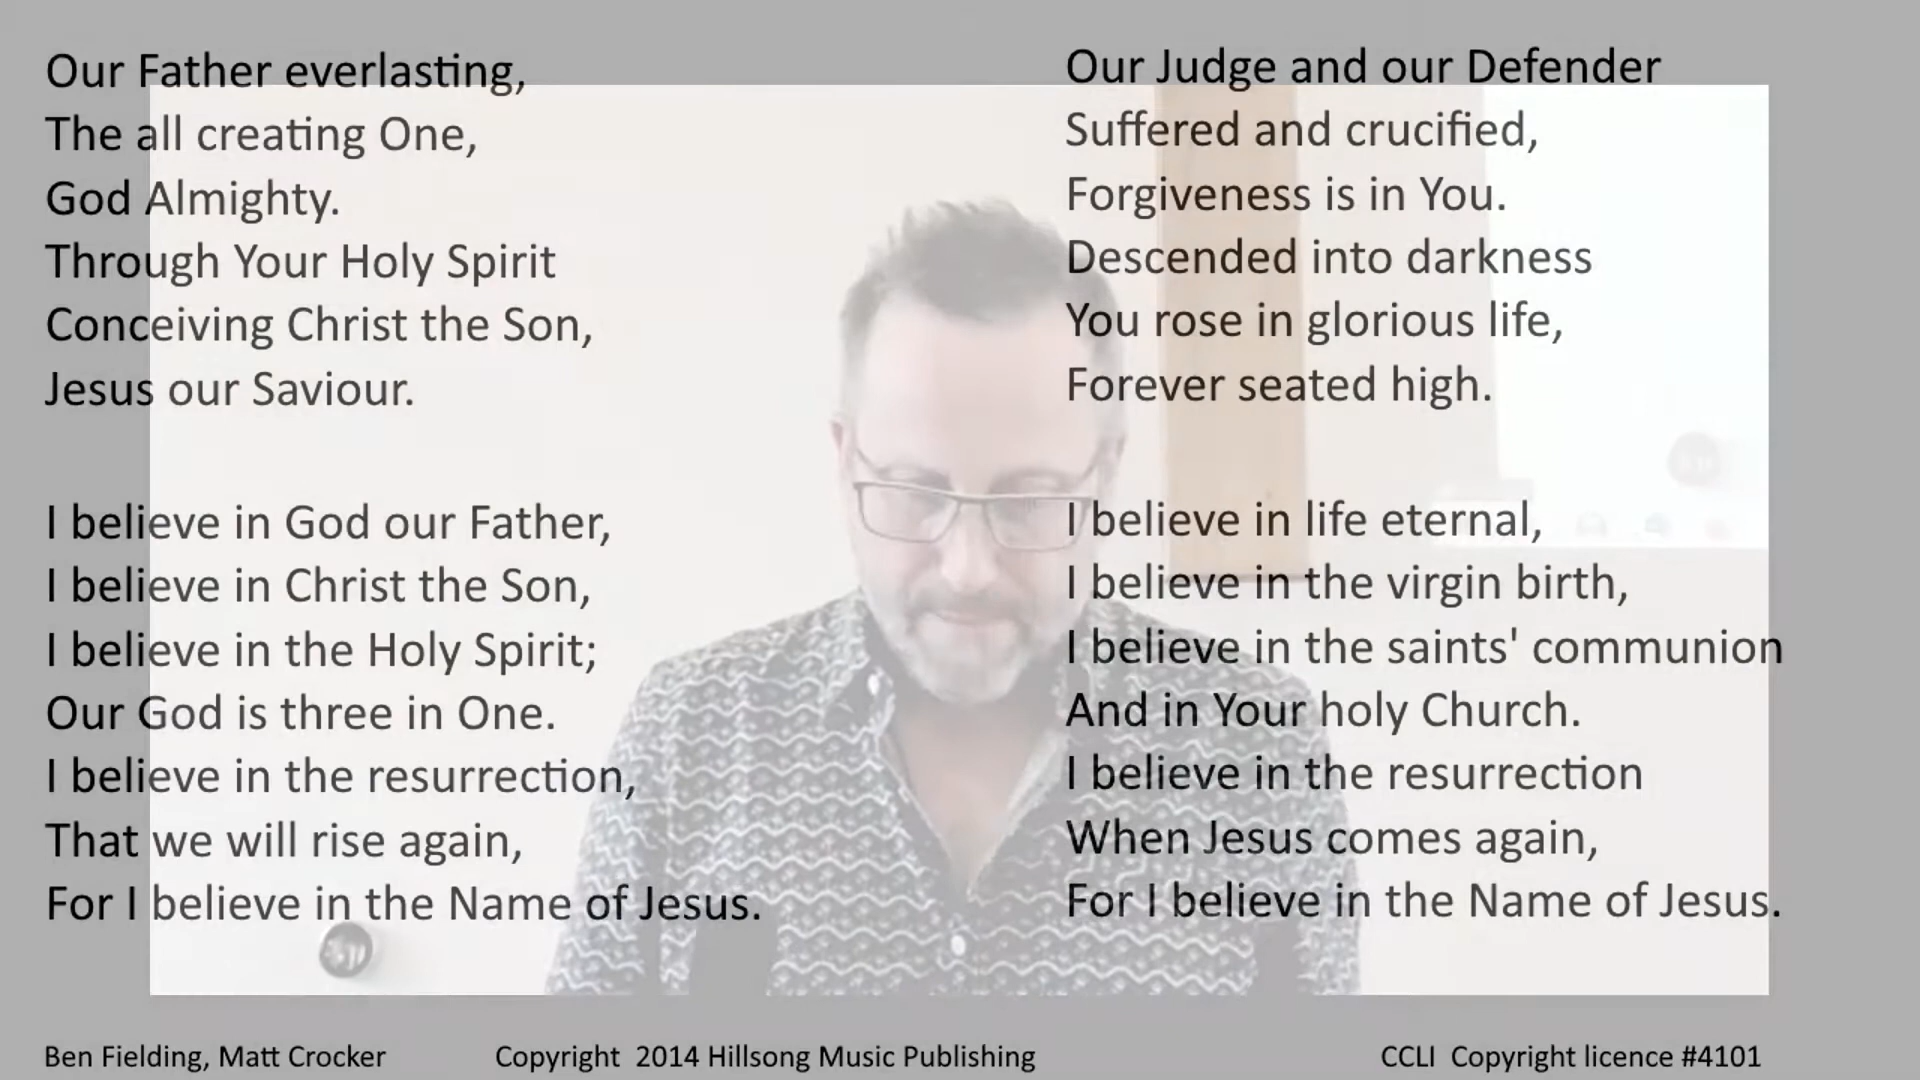 Our Father everlasting,
The all creating One,
God Almighty.
Through Your Holy Spirit
Conceiving Christ the Son,
Jesus our Saviour.
I believe in God our Father,
I believe in Christ the Son,
I believe in the Holy Spirit;
Our God is three in One.
I believe in the resurrection,
That we will rise again,
For I believe in the Name of Jesus.
Our Judge and our Defender
Suffered and crucified,
Forgiveness is in You.
Descended into darkness
You rose in glorious life,
Forever seated high.
I believe in life eternal,
I believe in the virgin birth,
I believe in the saints' communion
And in Your holy Church.
I believe in the resurrection
When Jesus comes again,
For I believe in the Name of Jesus.
Ben Fielding, Matt Crocker
Copyright 2014 Hillsong Music Publishing
CCLI Copyright licence #4101